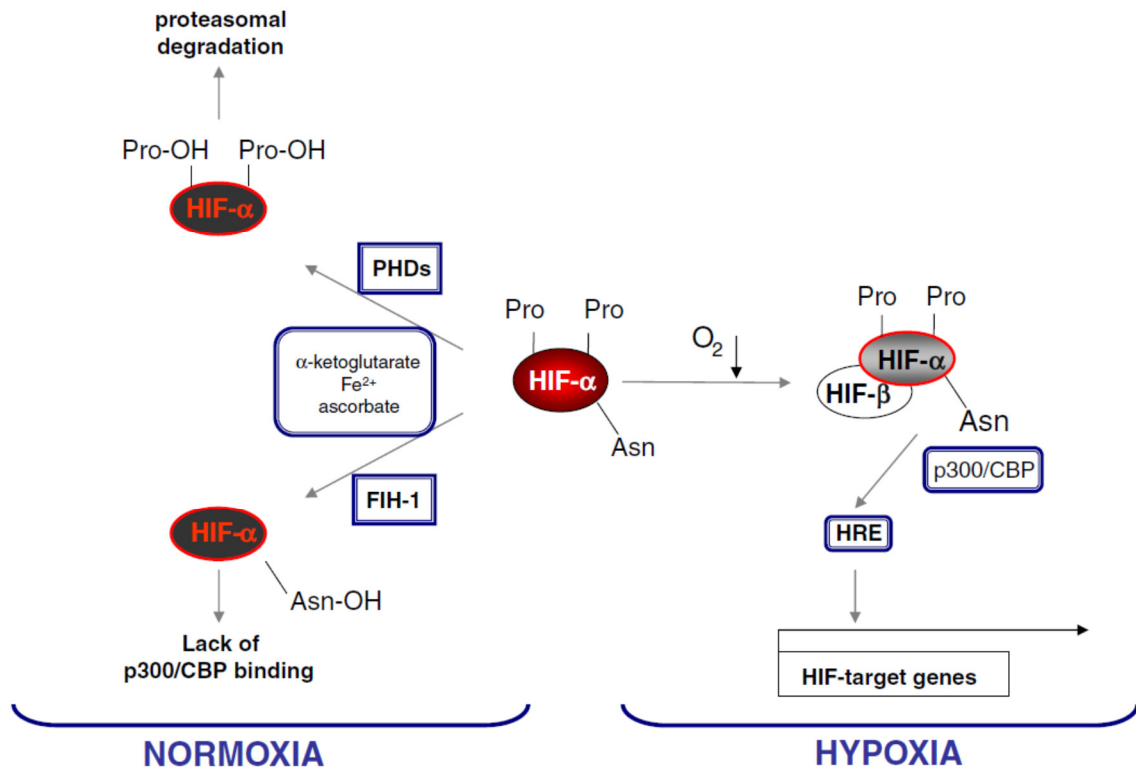 proteasomal
degradation
Pro-OH Pro-OH
HIF-α
PHDs
α-ketoglutarate
Fe²⁺
ascorbate
FIH-1
HIF-α
Asn-OH
Lack of
p300/CBP binding
NORMOXIA
Pro Pro
HIF-α
Asn
O₂
Pro Pro
HIF-α
HIF-β
Asn
p300/CBP
HRE
HIF-target genes
HYPOXIA